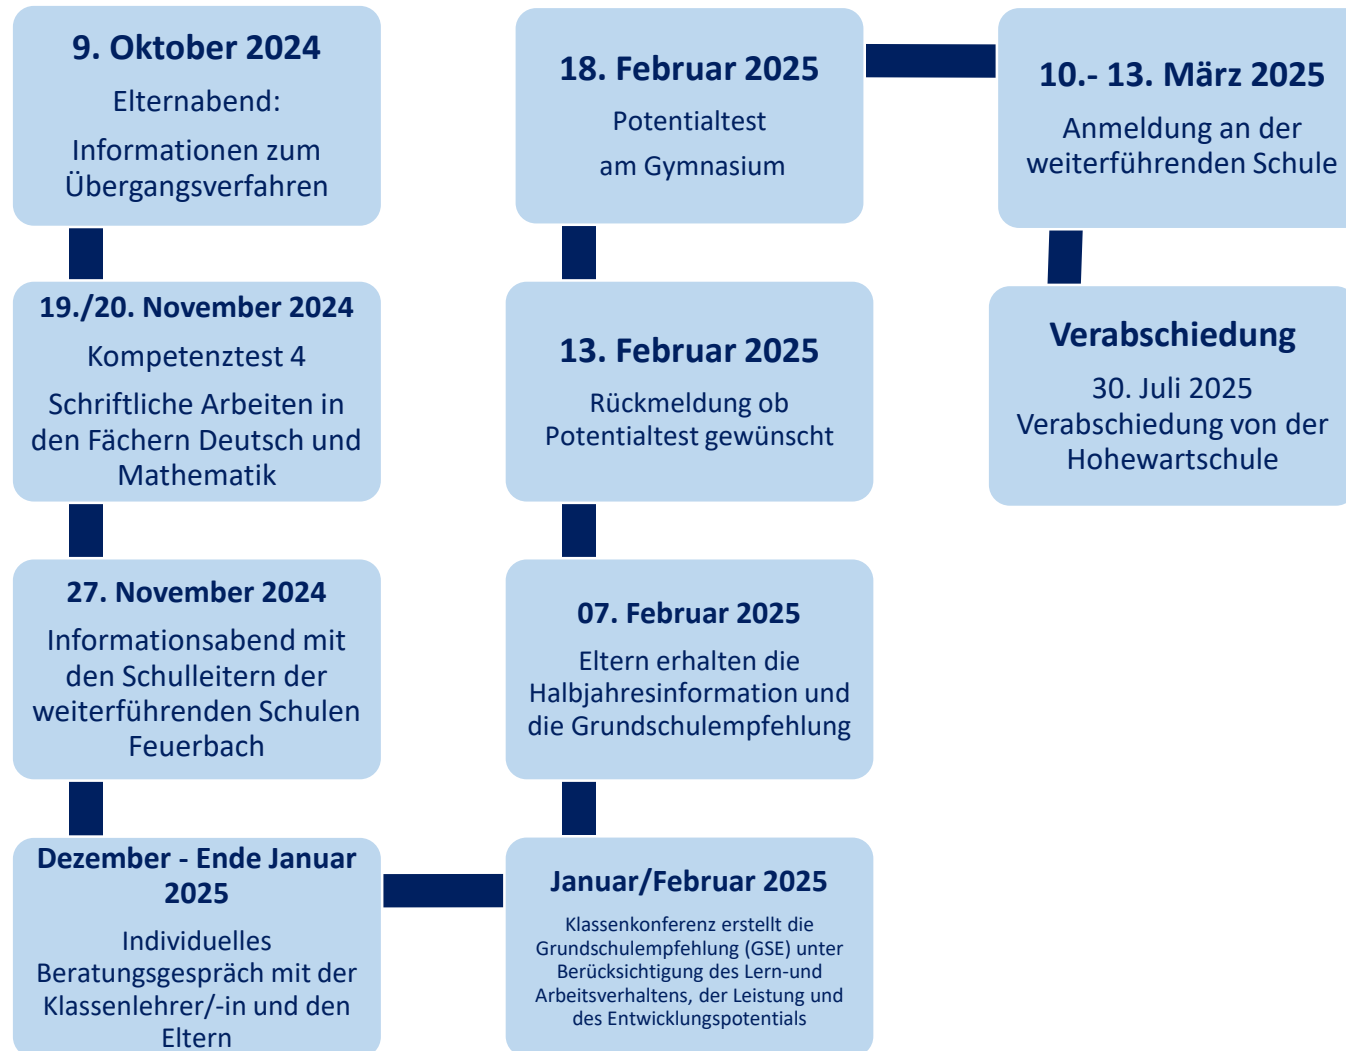 9. Oktober 2024
Elternabend:
Informationen zum
Übergangsverfahren
19./20. November 2024
Kompetenztest 4
Schriftliche Arbeiten in
den Fächern Deutsch und
Mathematik
27. November 2024
Informationsabend mit
den Schulleitern der
weiterführenden Schulen
Feuerbach
Dezember - Ende Januar
2025
Individuelles
Beratungsgespräch mit der
Klassenlehrer/-in und den
Eltern
Januar/Februar 2025
Klassenkonferenz erstellt die
Grundschulempfehlung (GSE) unter
Berücksichtigung des Lern-und
Arbeitsverhaltens, der Leistung und
des Entwicklungspotentials
07. Februar 2025
Eltern erhalten die
Halbjahresinformation und
die Grundschulempfehlung
13. Februar 2025
Rückmeldung ob
Potentialtest gewünscht
18. Februar 2025
Potentialtest
am Gymnasium
10.- 13. März 2025
Anmeldung an der
weiterführenden Schule
Verabschiedung
30. Juli 2025
Verabschiedung von der
Hohewartschule